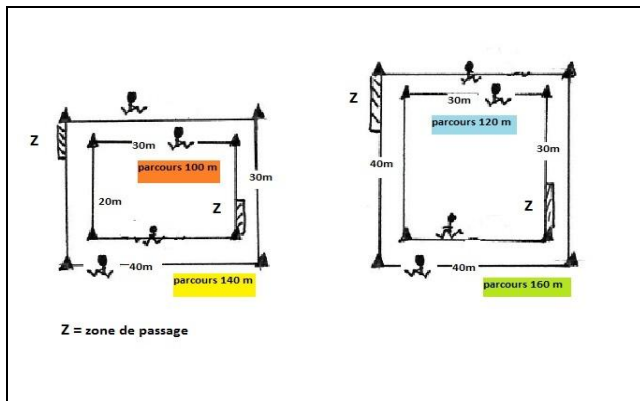 Z
30m
parcours 100 m
30m
20m
Z
40m
parcours 140 m
Z = zone de passage
Z
30m
parcours 120 m
30m
40m
Z
40m
parcours 160 m